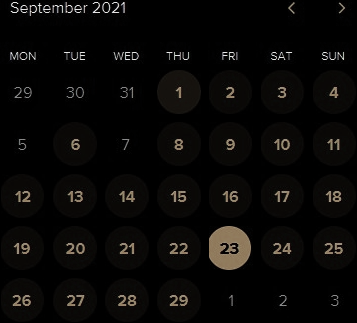 September 2021
MON TUE WED THU FRI SAT SUN
29 30 31 1 2 3 4
5 6 7 8 9 10 11
12 13 14 15 16 17 18
19 20 21 22 23 24 25
26 27 28 29 1 2 3